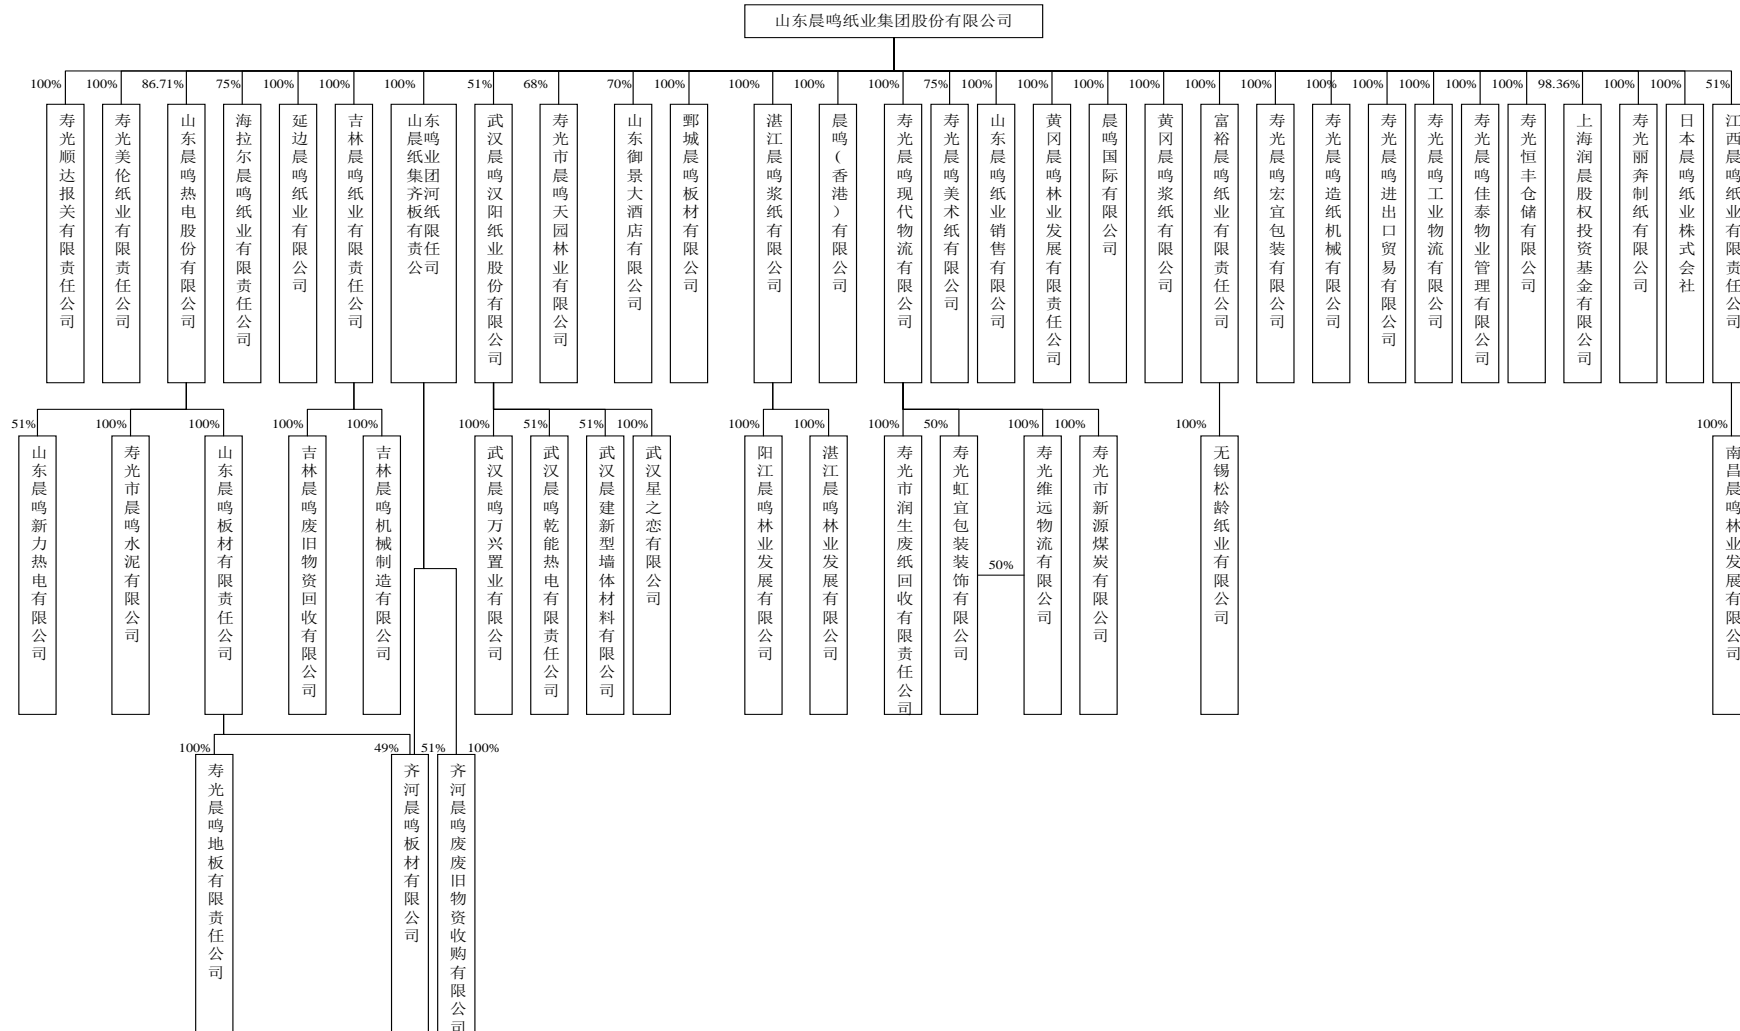 山东晨鸣纸业集团股份有限公司
100%
100%
86.71%
75%
100%
100%
100%
51%
68%
70%
100%
100%
100%
100%
75%
100%
100%
100%
100%
100%
100%
100%
100%
100%
100%
100%
98.36%
100%
100%
51%
寿光顺达报关有限责任公司
寿光美伦纸业有限责任公司
山东晨鸣热电股份有限公司
海拉尔晨鸣纸业有限责任公司
延边晨鸣纸业有限公司
吉林晨鸣纸业有限责任公司
山东晨鸣纸业集团齐河板纸有限责任公司
武汉晨鸣汉阳纸业股份有限公司
寿光市晨鸣天园林业有限公司
山东御景大酒店有限公司
鄄城晨鸣板材有限公司
湛江晨鸣浆纸有限公司
晨鸣(香港)有限公司
寿光晨鸣现代物流有限公司
寿光晨鸣美术纸有限公司
山东晨鸣纸业销售有限公司
黄冈晨鸣林业发展有限责任公司
晨鸣国际有限公司
黄冈晨鸣浆纸有限公司
富裕晨鸣纸业有限责任公司
寿光晨鸣宏宜包装有限公司
寿光晨鸣造纸机械有限公司
寿光晨鸣进出口贸易有限公司
寿光晨鸣工业物流有限公司
寿光晨鸣佳泰物业管理有限公司
寿光恒丰仓储有限公司
上海润晨股权投资基金有限公司
寿光丽奔制纸有限公司
日本晨鸣纸业株式会社
江西晨鸣纸业有限责任公司
51%
100%
100%
100%
100%
100%
51%
51%
100%
100%
100%
100%
50%
100%
100%
100%
100%
山东晨鸣新力热电有限公司
寿光市晨鸣水泥有限公司
山东晨鸣板材有限责任公司
吉林晨鸣废旧物资回收有限公司
吉林晨鸣机械制造有限公司
武汉晨鸣万兴置业有限公司
武汉晨鸣乾能热电有限责任公司
武汉晨建新型墙体材料有限公司
武汉星之恋有限公司
阳江晨鸣林业发展有限公司
湛江晨鸣林业发展有限公司
寿光市润生废纸回收有限责任公司
寿光虹宜包装装饰有限公司
50%
寿光维远物流有限公司
寿光市新源煤炭有限公司
无锡松龄纸业有限公司
南昌晨鸣林业发展有限公司
100%
49%
51%
100%
寿光晨鸣地板有限责任公司
齐河晨鸣板材有限公司
齐河晨鸣废废旧物资收购有限公司